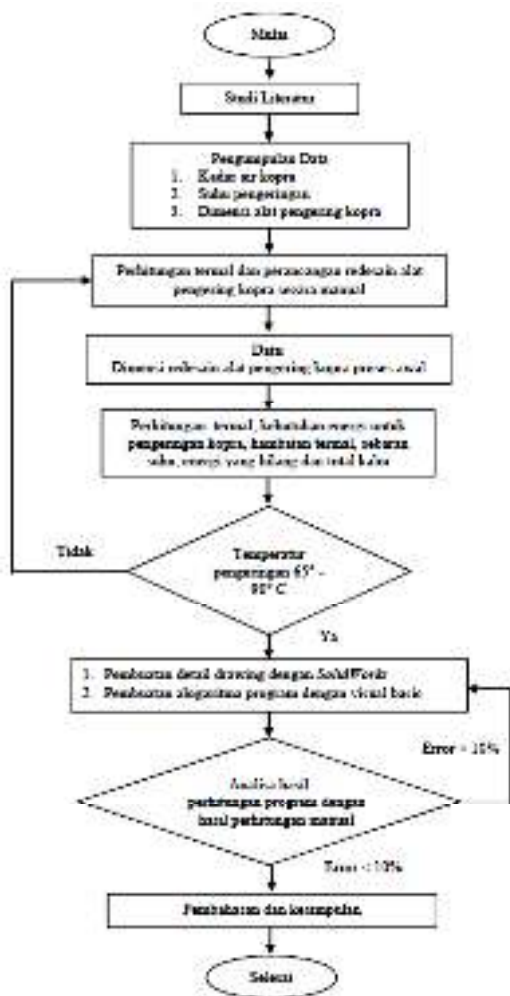 Mulai
Studi Literatur
Pengumpulan Data
1. Kadar air kopra
2. Suhu pengeringan
3. Dimensi alat pengering kopra
Perhitungan termal dan perancangan redesain alat
pengering kopra secara manual
Data
Dimensi redesain alat pengering kopra proses awal
Perhitungan termal, kebutuhan energi untuk
pengeringan kopra, hambatan termal, sebaran
suhu, energi yang hilang dan total kalor
Tidak
Temperatur
pengeringan 65° -
90° C
Ya
1. Pembuatan detail drawing dengan SolidWorks
2. Pembuatan alogaritma program dengan visual basic
Error 10%
Analisa hasil
perhitungan program dengan
hasil perhitungan manual
Error < 10%
Pembahasan dan kesimpulan
Selesai